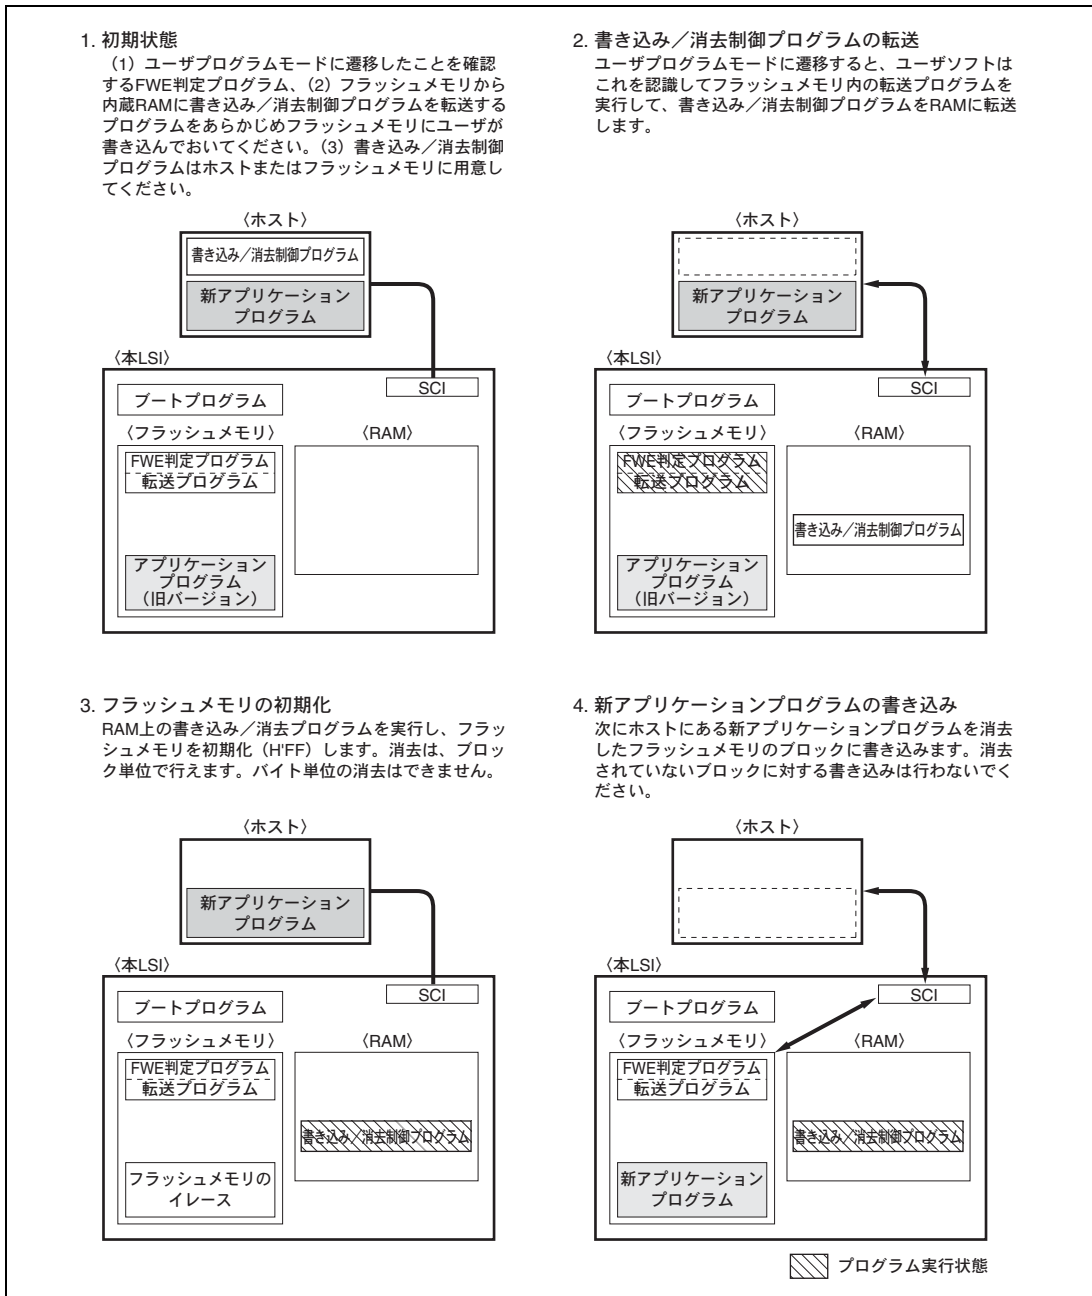 1. 初期状態
（1）ユーザプログラムモードに遷移したことを確認
するFWE判定プログラム、（2）フラッシュメモリから
内蔵RAMに書き込み／消去制御プログラムを転送する
プログラムをあらかじめフラッシュメモリにユーザが
書き込んでおいてください。（3）書き込み／消去制御
プログラムはホストまたはフラッシュメモリに用意し
てください。
〈ホスト〉
書き込み／消去制御プログラム
新アプリケーション
プログラム
〈本LSI〉
SCI
ブートプログラム
〈フラッシュメモリ〉
〈RAM〉
FWE判定プログラム
転送プログラム
アプリケーション
プログラム
（旧バージョン）
2. 書き込み／消去制御プログラムの転送
ユーザプログラムモードに遷移すると、ユーザソフトは
これを認識してフラッシュメモリ内の転送プログラムを
実行して、書き込み／消去制御プログラムをRAMに転送
します。
〈ホスト〉
新アプリケーション
プログラム
〈本LSI〉
SCI
ブートプログラム
〈フラッシュメモリ〉
〈RAM〉
FWE判定プログラム
転送プログラム
書き込み／消去制御プログラム
アプリケーション
プログラム
（旧バージョン）
3. フラッシュメモリの初期化
RAM上の書き込み／消去プログラムを実行し、フラッ
シュメモリを初期化（H'FF）します。消去は、ブロッ
ク単位で行えます。バイト単位の消去はできません。
〈ホスト〉
新アプリケーション
プログラム
〈本LSI〉
SCI
ブートプログラム
〈フラッシュメモリ〉
〈RAM〉
FWE判定プログラム
転送プログラム
書き込み／消去制御プログラム
フラッシュメモリの
イレース
4. 新アプリケーションプログラムの書き込み
次にホストにある新アプリケーションプログラムを消去
したフラッシュメモリのブロックに書き込みます。消去
されていないブロックに対する書き込みは行わないでく
ださい。
〈ホスト〉
〈本LSI〉
SCI
ブートプログラム
〈フラッシュメモリ〉
〈RAM〉
FWE判定プログラム
転送プログラム
書き込み／消去制御プログラム
新アプリケーション
プログラム
プログラム実行状態